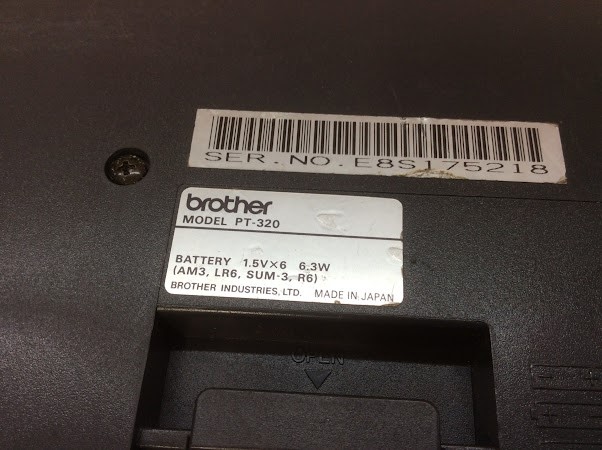 SER.NO.E8S175218
brother
MODEL PT-320
BATTERY 1.5V×6 6.3W
(AM3, LR6, SUM-3, R6)
BROTHER INDUSTRIES, LTD. MADE IN JAPAN
OPEN